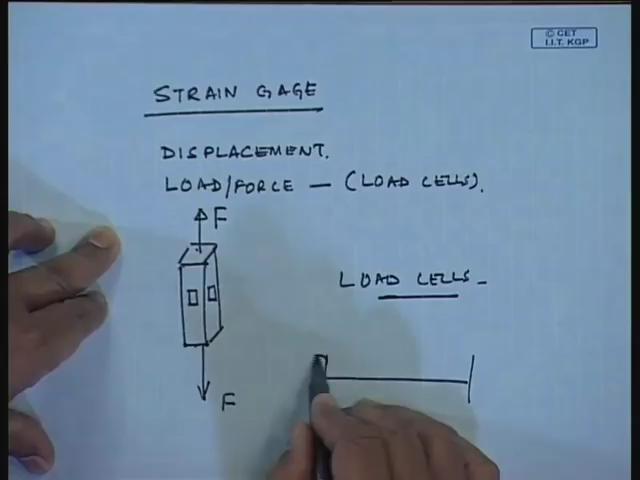 © CET
I.I.T. KGP
STRAIN GAGE
DISPLACEMENT.
LOAD/FORCE — (LOAD CELLS).
F
LOAD CELLS -
F